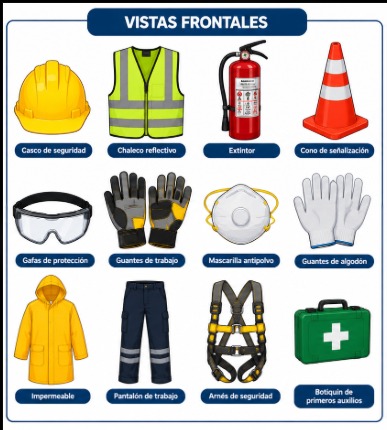 VISTAS FRONTALES
Casco de seguridad
Chaleco reflectivo
Extintor
Cono de señalización
Gafas de protección
Guantes de trabajo
Mascarilla antipolvo
Guantes de algodón
Impermeable
Pantalón de trabajo
Arnés de seguridad
Botiquín de
primeros auxilios